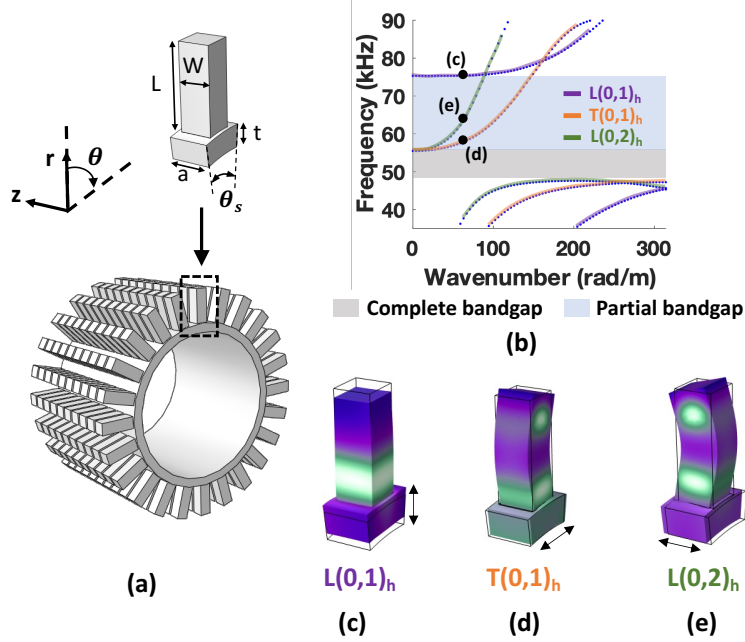 W
L
t
a
θs
r
θ
z
(a)
Frequency (kHz)
90
80
70
60
50
40
(c)
(e)
(d)
L(0,1)h
T(0,1)h
L(0,2)h
0
100
200
300
Wavenumber (rad/m)
Complete bandgap
Partial bandgap
(b)
L(0,1)h
T(0,1)h
L(0,2)h
(c)
(d)
(e)